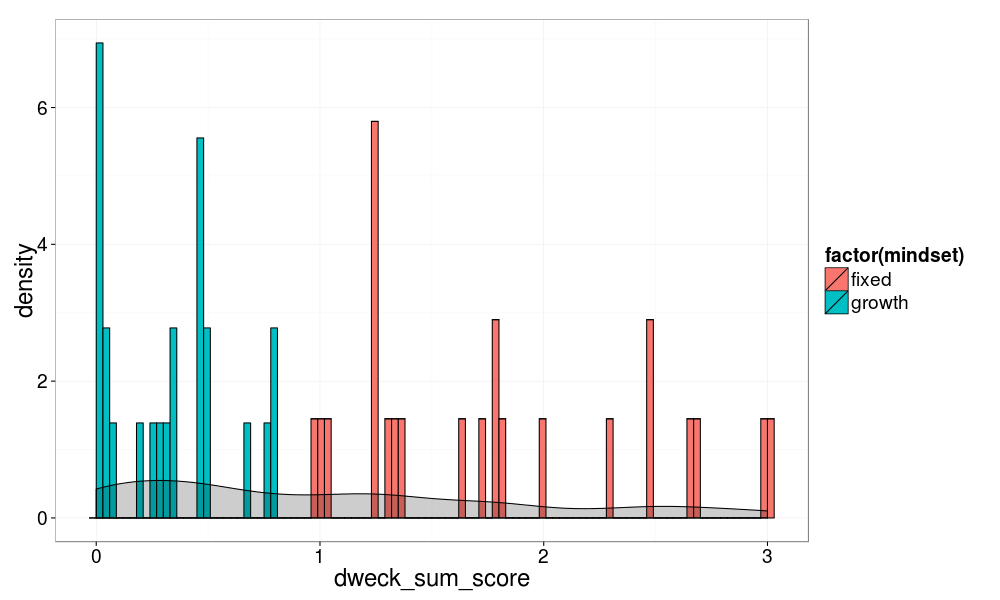 density
6
4
2
0
0 1 2 3
dweck_sum_score
factor(mindset)
fixed
growth